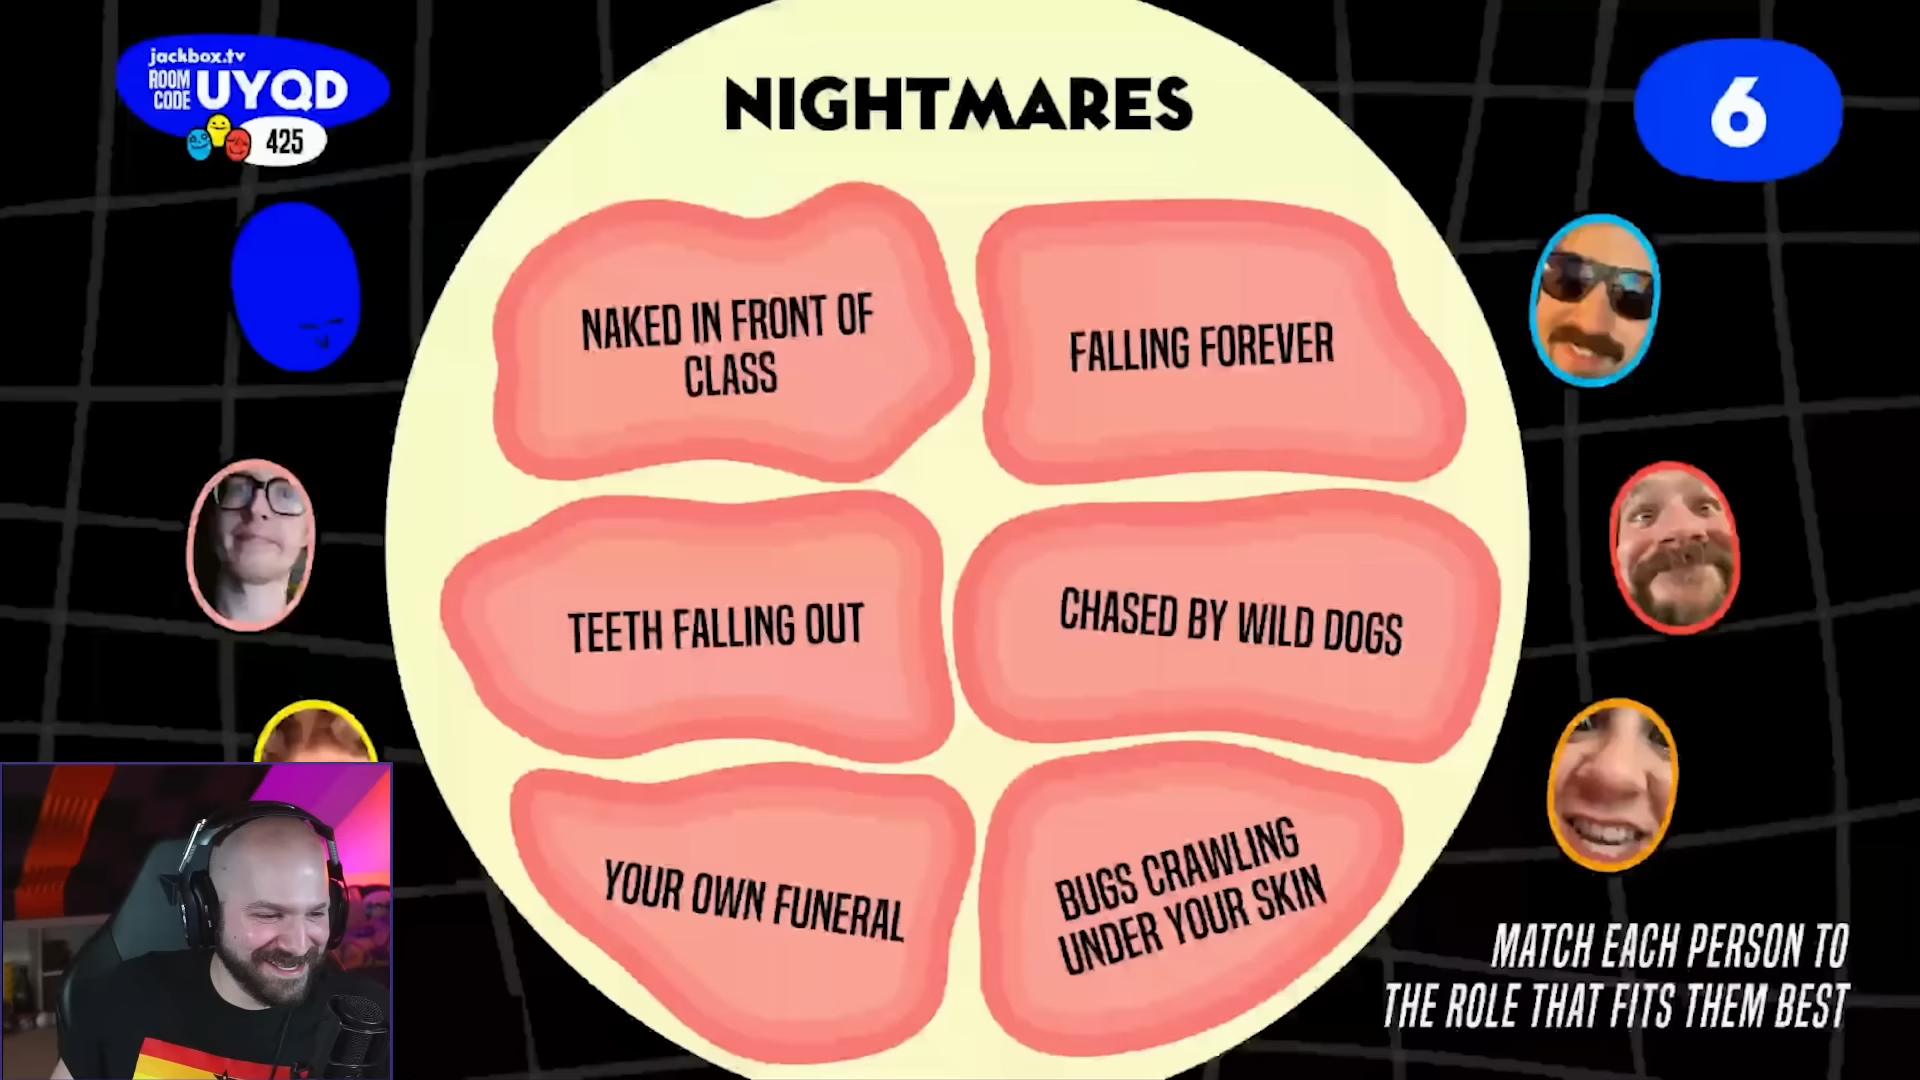 jackbox.tv
ROOM
CODE
UYQD
425
NIGHTMARES
6
NAKED IN FRONT OF
CLASS
FALLING FOREVER
TEETH FALLING OUT
CHASED BY WILD DOGS
YOUR OWN FUNERAL
BUGS CRAWLING
UNDER YOUR SKIN
MATCH EACH PERSON TO
THE ROLE THAT FITS THEM BEST